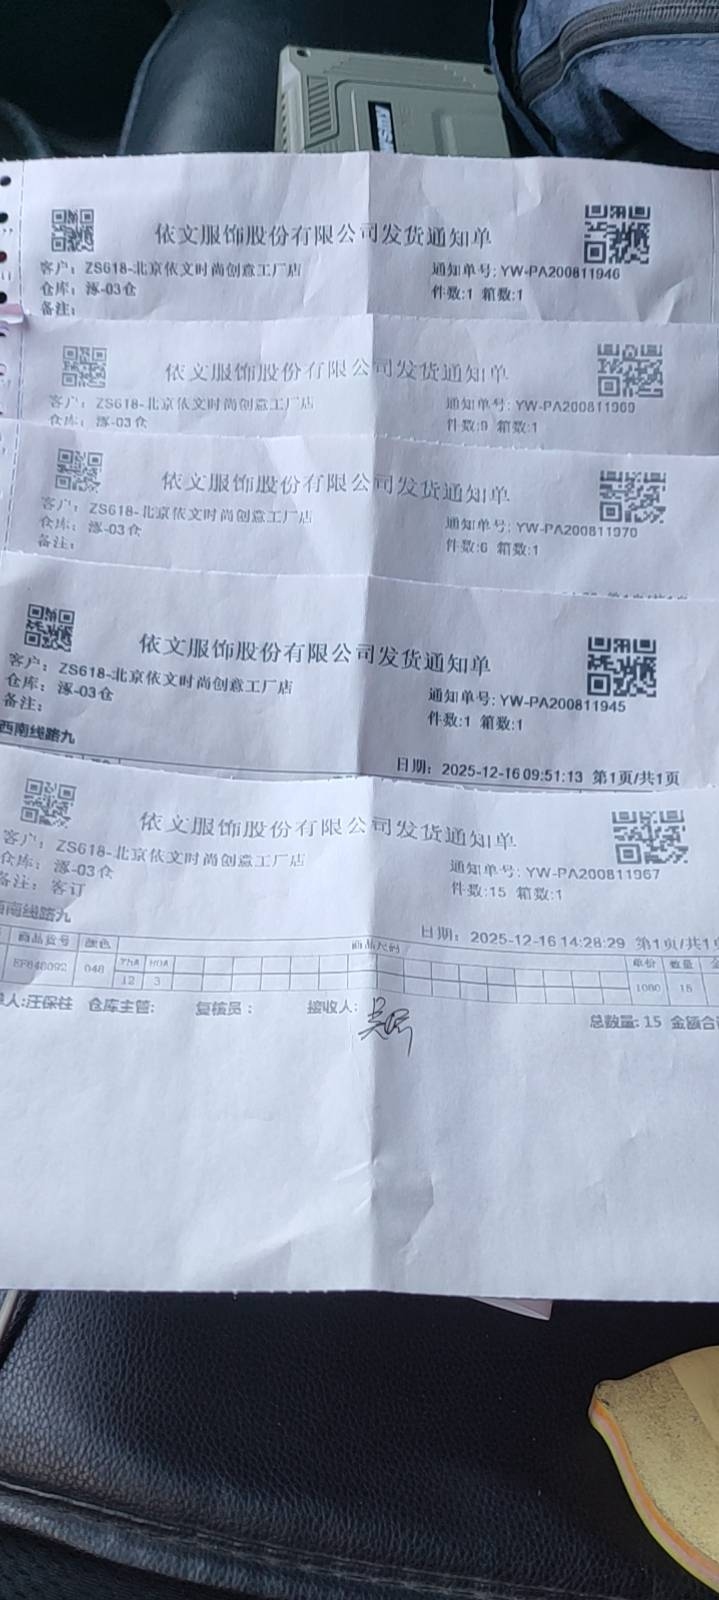 依文服饰股份有限公司发货通知单
客户：ZS618-北京依文时尚创意工厂店
通知单号: YW-PA200811946
仓库：涿-03仓
件数:1 箱数:1
备注：
依文服饰股份有限公司发货通知单
客户：ZS618-北京依文时尚创意工厂店
通知单号: YW-PA200811969
仓库：涿-03仓
件数:9 箱数:1
依文服饰股份有限公司发货通知单
客户：ZS618-北京依文时尚创意工厂店
通知单号: YW-PA200811970
仓库：涿-03仓
件数:6 箱数:1
备注：
依文服饰股份有限公司发货通知单
客户：ZS618-北京依文时尚创意工厂店
通知单号: YW-PA200811945
仓库：涿-03仓
件数:1 箱数:1
备注：
西南线路九
日期：2025-12-16 09:51:13 第1页/共1页
依文服饰股份有限公司发货通知单
客户：ZS618-北京依文时尚创意工厂店
通知单号: YW-PA200811967
仓库：涿-03仓
件数:15 箱数:1
备注：客订
西南线路九
日期：2025-12-16 14:28:29 第1页/共1
商品货号 颜色 商品尺码 单价 数量
048 12 3 1080 15
人:汪保柱 仓库主管: 复核员： 接收人:
总数量: 15 金额合